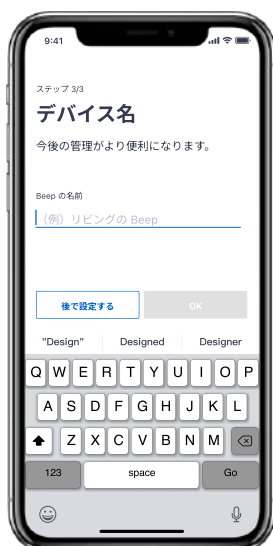 9:41
ステップ 3/3
デバイス名
今後の管理がより便利になります。
Beep の名前
（例）リビングの Beep
後で設定する
OK
"Design" Designed Designer
Q W E R T Y U I O P
A S D F G H J K L
Z X C V B N M
123 space Go